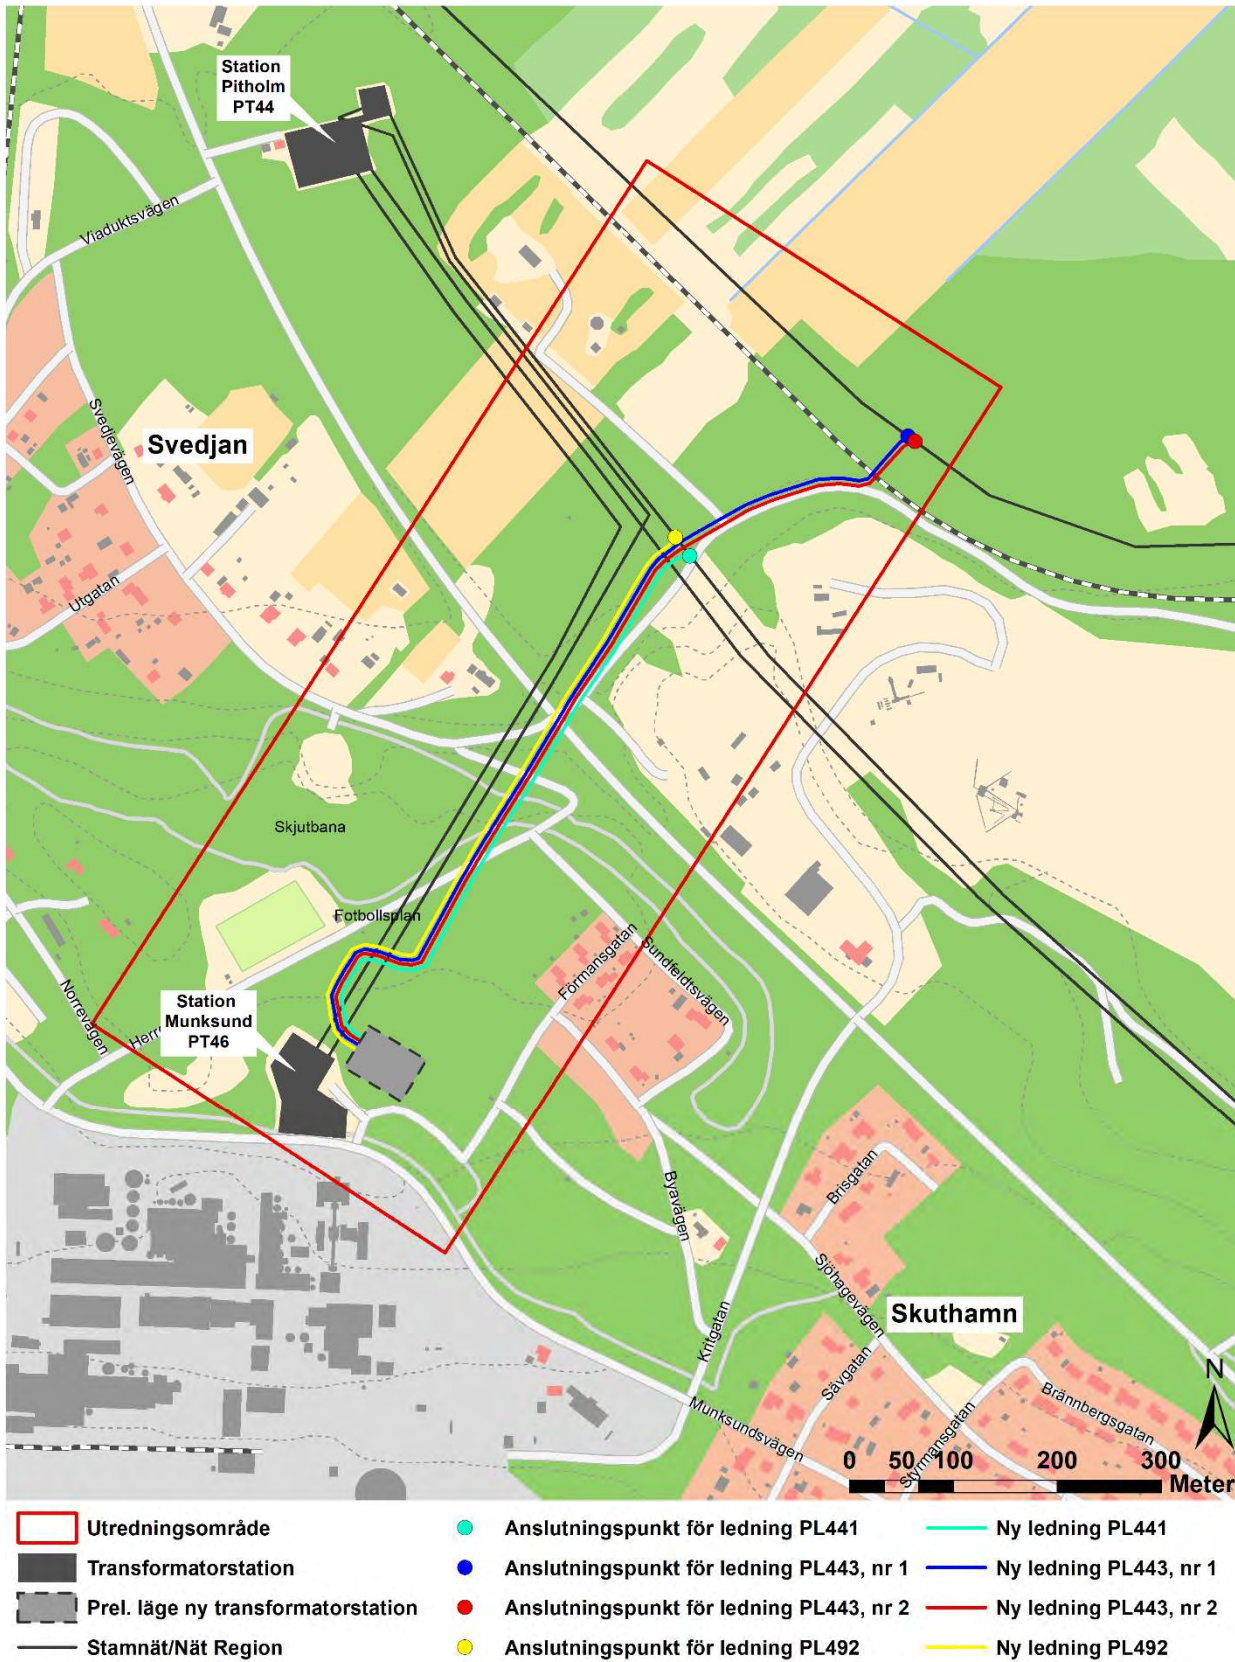 Station
Pitholm
PT44
Viaduktsvägen
Svedjevägen
Svedjan
Utgatan
Skjutbana
Fotbollsplan
Norrevägen
Station
Munksund
PT46
Förmansgatan
Sundfeldtsvägen
Byavägen
Brisgatan
Sjöhagevägen
Skuthamn
Kritgatan
Sävgatan
Munksundsvägen
Styrmansgatan
Brännbergsgatan
N
0 50 100 200 300
Meter
Utredningsområde
Transformatorstation
Prel. läge ny transformatorstation
Stamnät/Nät Region
Anslutningspunkt för ledning PL441
Anslutningspunkt för ledning PL443, nr 1
Anslutningspunkt för ledning PL443, nr 2
Anslutningspunkt för ledning PL492
Ny ledning PL441
Ny ledning PL443, nr 1
Ny ledning PL443, nr 2
Ny ledning PL492